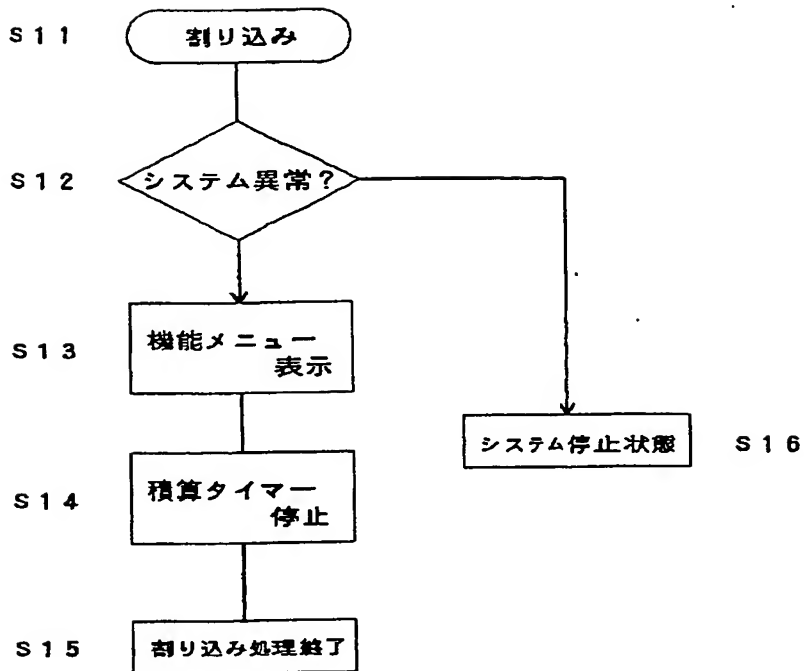 S11 割り込み
S12 システム異常?
S13 機能メニュー
表示
システム停止状態 S16
S14 積算タイマー
停止
S15 割り込み処理終了